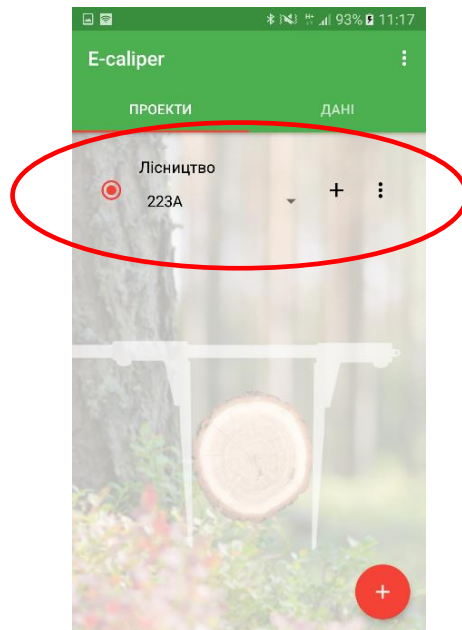 93% 11:17
E-caliper
ПРОЕКТИ ДАНІ
Лісництво
223А